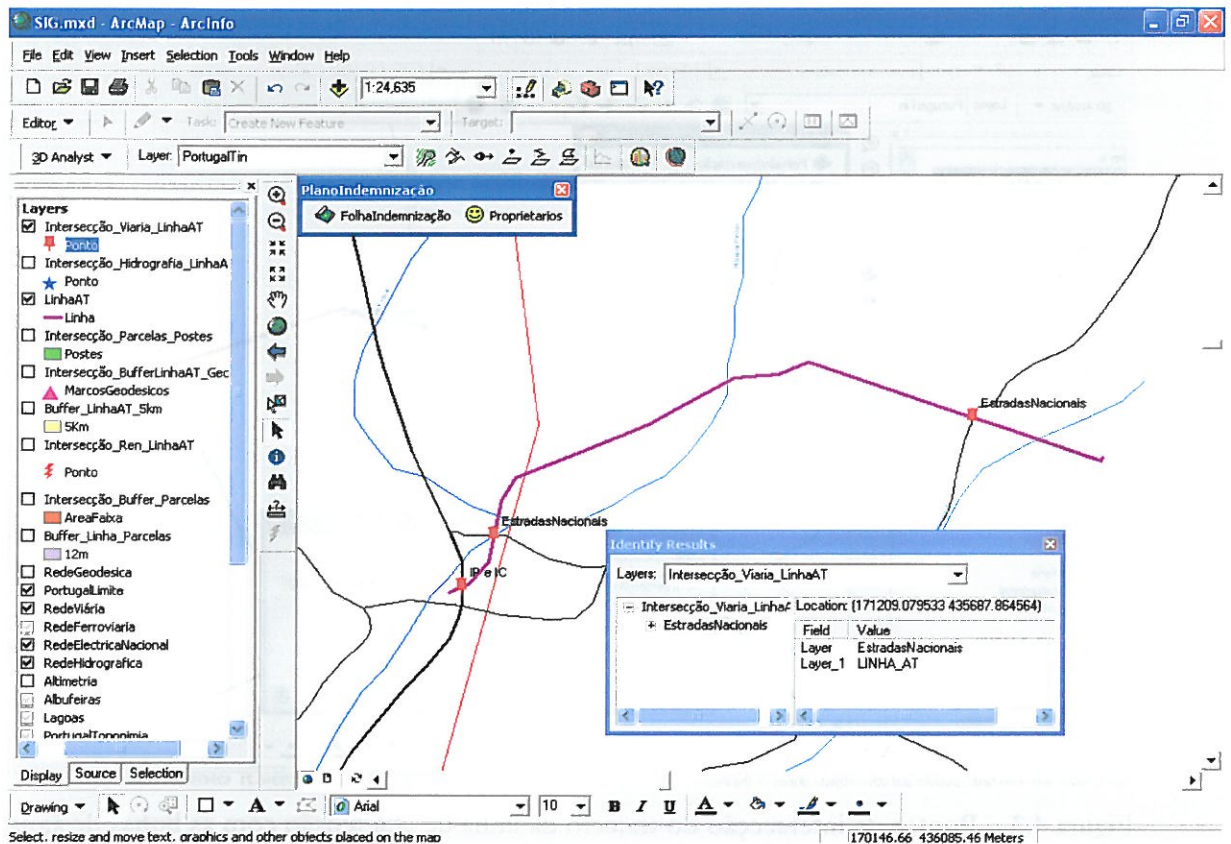 SIG.mxd - ArcMap - ArcInfo
File Edit View Insert Selection Tools Window Help
1:24,635
Editor Task: Create New Feature Target:
3D Analyst Layer: PortugalTin
PlanoIndemnização
FolhaIndemnização Proprietarios
Layers
Intersecção_Viaria_LinhaAT
Ponto
Intersecção_Hidrografia_LinhaA
Ponto
LinhaAT
Linha
Intersecção_Parcelas_Postes
Postes
Intersecção_BufferLinhaAT_Gec
MarcosGeodesicos
Buffer_LinhaAT_5km
5Km
Intersecção_Ren_LinhaAT
Ponto
Intersecção_Buffer_Parcelas
AreaFaixa
Buffer_Linha_Parcelas
12m
RedeGeodesica
PortugalLimite
RedeViária
RedeFerroviaria
RedeElectricaNacional
RedeHidrografica
Altimetria
Albufeiras
Lagoas
PortugalToponimia
Display Source Selection
EstradasNacionais
EstradasNacionais
IP e IC
Identify Results
Layers: Intersecção_Viaria_LinhaAT
Intersecção_Viaria_LinhaA
EstradasNacionais
Location: (171209.079533 435687.864564)
Field Value
Layer EstradasNacionais
Layer_1 LINHA_AT
Drawing A Arial 10 B I U A
Select, resize and move text, graphics and other objects placed on the map
170146.66 436085.46 Meters